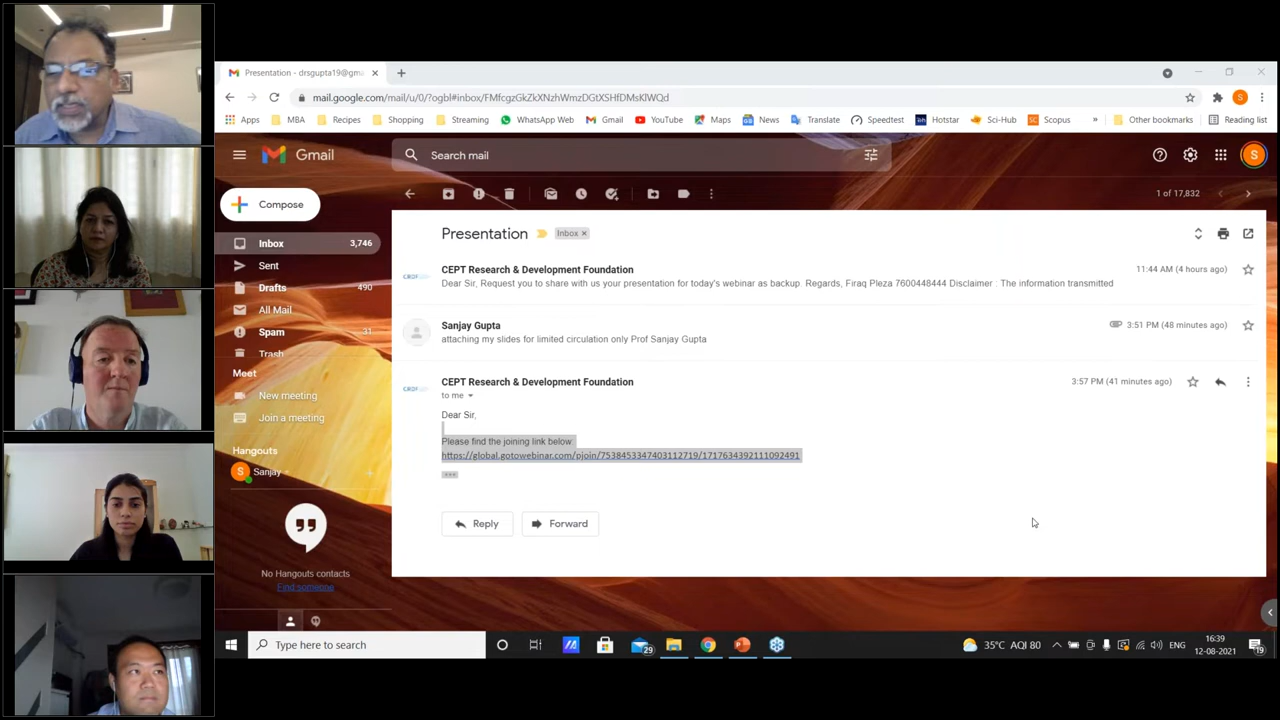 Presentation - drsgupta19@gma
mail.google.com/mail/u/0/?ogbl#inbox/FMfcgzGkZkXNzhWmzDGtXSHfDMsKlWQd
Apps MBA Recipes Shopping Streaming WhatsApp Web Gmail YouTube Maps News Translate Speedtest Hotstar Sci-Hub Scopus » Other bookmarks Reading list
Gmail
Search mail
S
Compose
1 of 17,832
Inbox 3,746
Sent
Drafts 490
All Mail
Spam 31
Trash
Meet
New meeting
Join a meeting
Hangouts
S Sanjay
No Hangouts contacts
Find someone
Presentation Inbox ×
CEPT Research & Development Foundation 11:44 AM (4 hours ago)
Dear Sir, Request you to share with us your presentation for today's webinar as backup. Regards, Firaq Pleza 7600448444 Disclaimer : The information transmitted
Sanjay Gupta 3:51 PM (48 minutes ago)
attaching my slides for limited circulation only Prof Sanjay Gupta
CEPT Research & Development Foundation 3:57 PM (41 minutes ago)
to me
Dear Sir,
Please find the joining link below
https://global.gotowebinar.com/pjoin/7538453347403112719/1717634392111092491
Reply Forward
Type here to search
29
35°C AQI 80
ENG
16:39
12-08-2021
19